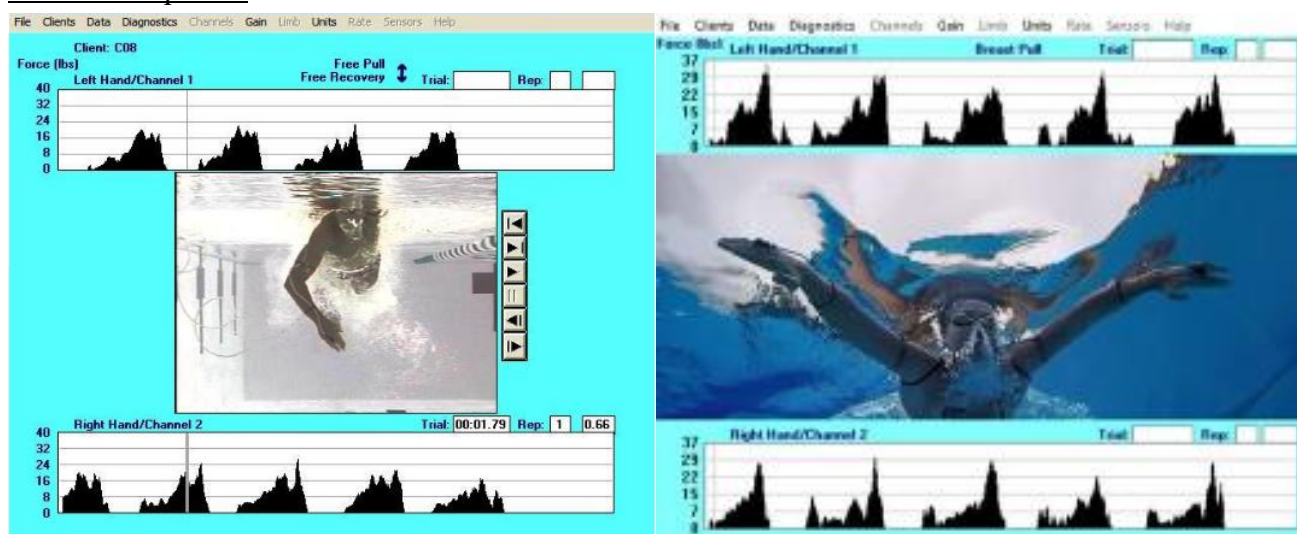 File Clients Data Diagnostics Channels Gain Limb Units Rate Sensors Help
Client: C08
Force (lbs)
Left Hand/Channel 1
Free Pull
Free Recovery
Trial:
Rep:
40
32
24
16
8
0
Right Hand/Channel 2
Trial: 00:01.79 Rep: 1 0.66
40
32
24
16
8
0
File Clients Data Diagnostics Channels Gain Limb Units Rate Sensors Help
Force (lbs) Left Hand/Channel 1 Breast Pull Trial: Rep:
37
29
22
15
7
0
Right Hand/Channel 2 Trial: Rep:
37
29
22
15
7
0